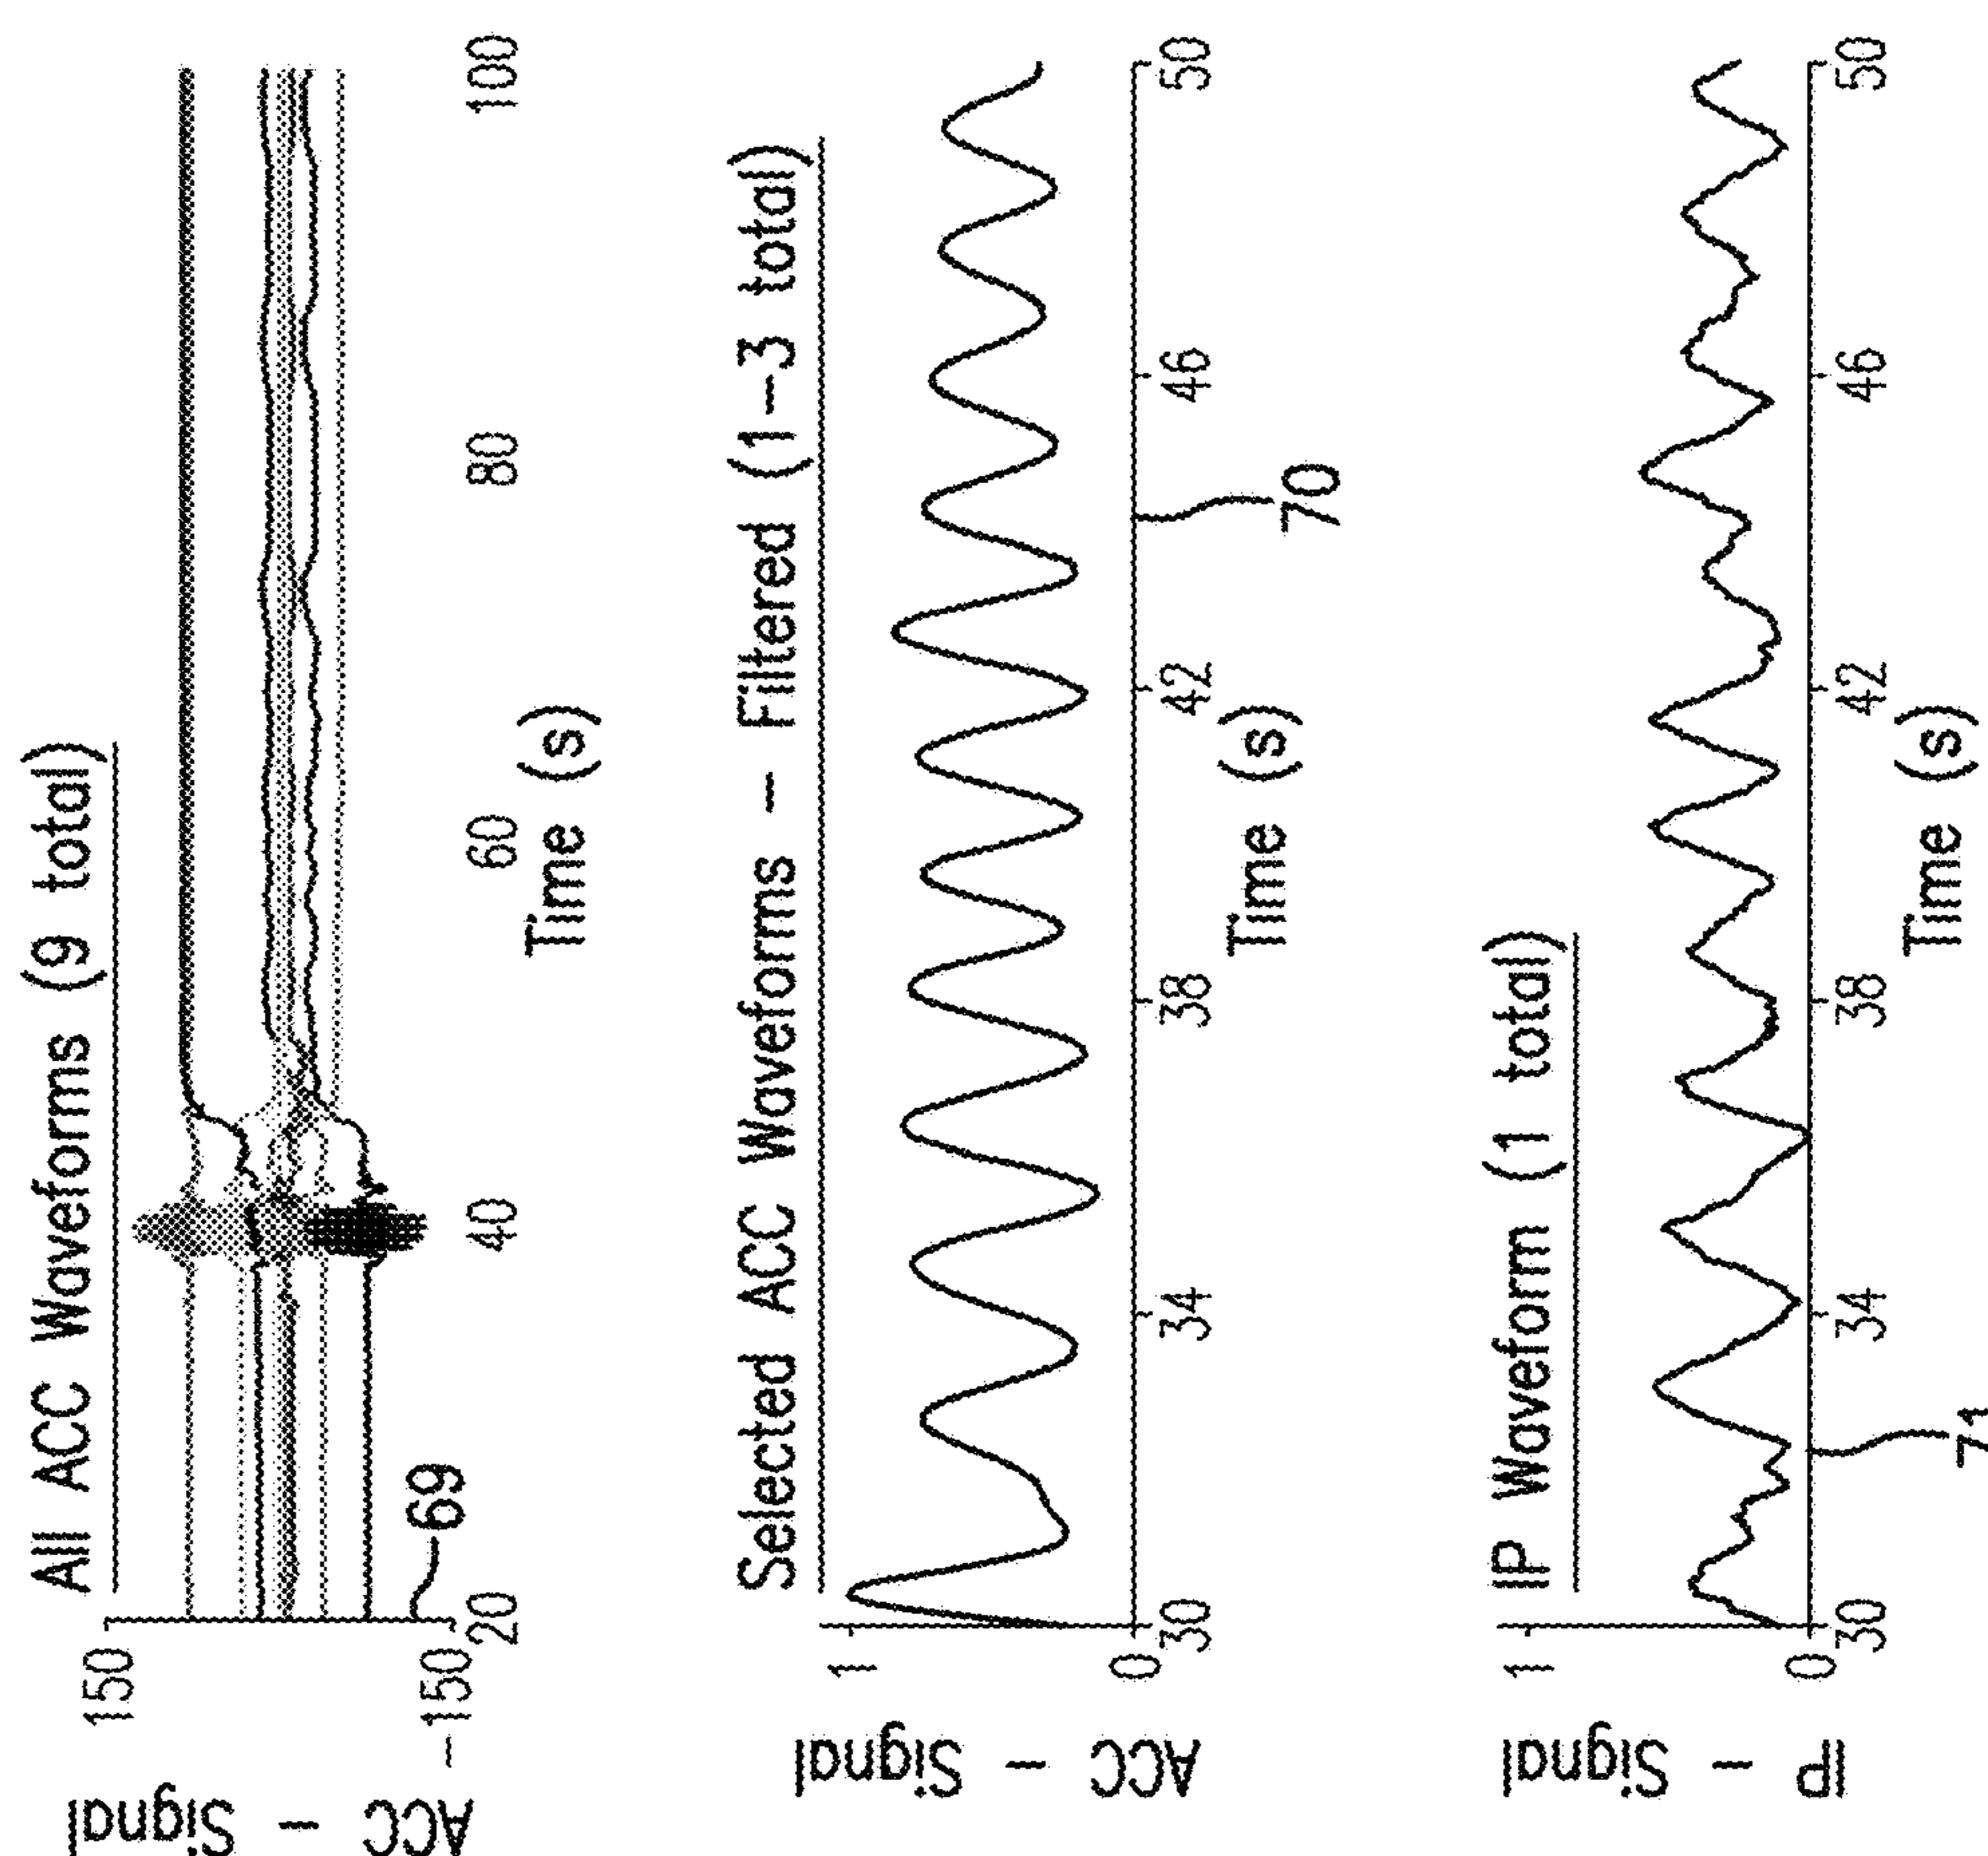 All ACC Waveforms (9 total)
ACC - Signal
150
-150
69
20
40
60
80
100
Time (s)
Selected ACC Waveforms - Filtered (1-3 total)
ACC - Signal
1
0
30
34
38
42
46
50
70
Time (s)
IP Waveform (1 total)
IP - Signal
1
0
30
34
38
42
46
50
71
Time (s)